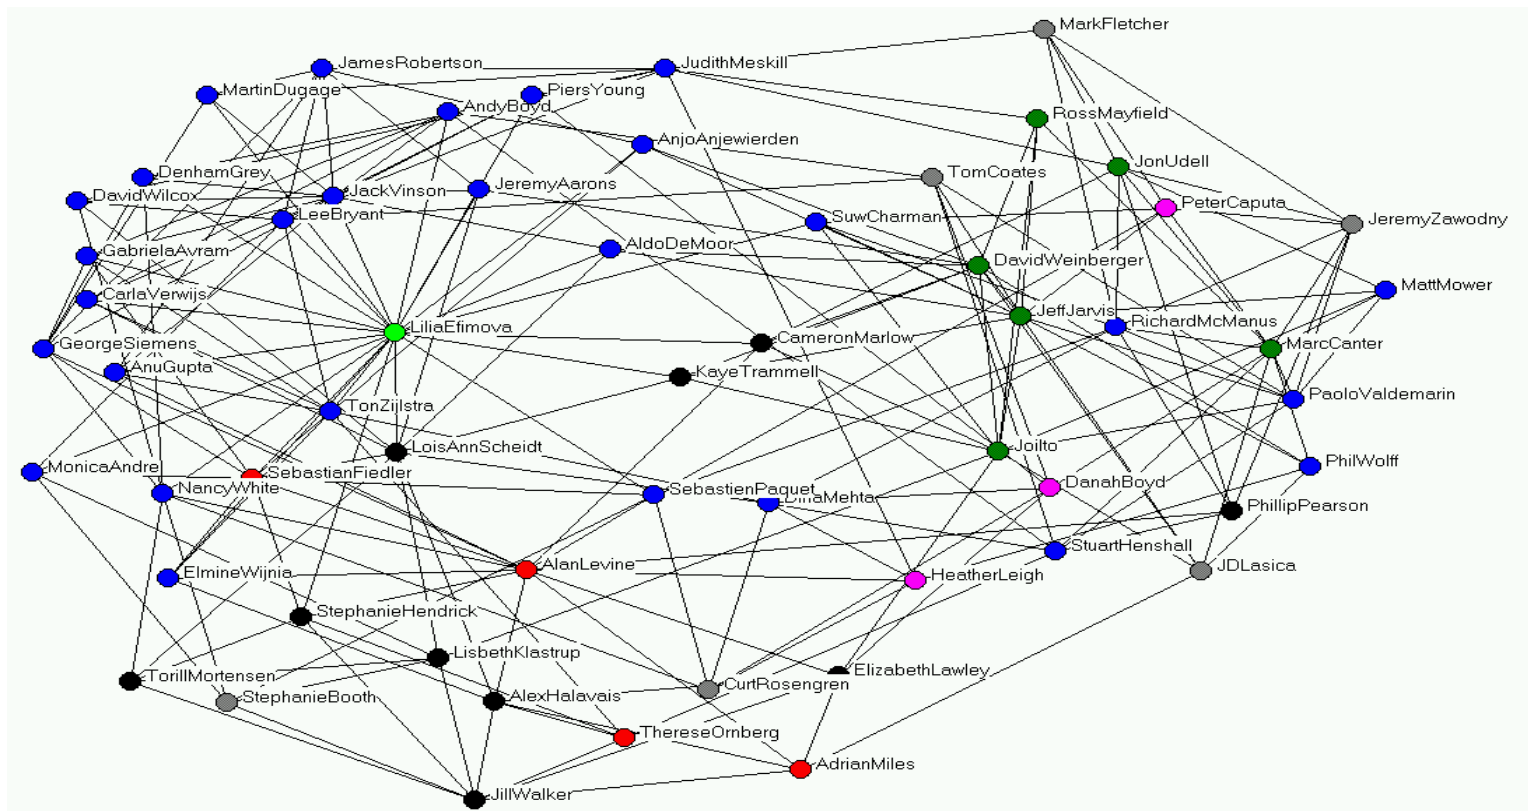 MarkFletcher
JamesRobertson
JudithMeskill
MartinDugage
PiersYoung
AndyBoyd
RossMayfield
AnjoAnjewierden
JonUdell
DenhamGrey
TomCoates
JackVinson
JeremyAarons
DavidWilcox
PeterCaputa
LeeBryant
SuwCharman
JeremyZawodny
GabrielaAvram
AldoDeMoor
DavidWeinberger
MattMower
CarlaVerwijs
JeffJarvis
RichardMcManus
LiliaEfimova
CameronMarlow
GeorgeSiemens
MarcCanter
AnuGupta
KayeTrammell
PaoloValdemarin
TonZijlstra
LoisAnnScheidt
JoiIto
MonicaAndre
SebastianFiedler
PhilWolff
NancyWhite
SebastienPaquet
DinaMehta
DanahBoyd
PhillipPearson
StuartHenshall
ElmineWijnia
AlanLevine
HeatherLeigh
JDLasica
StephanieHendrick
LisbethKlastrup
ElizabethLawley
TorillMortensen
CurtRosengren
StephanieBooth
AlexHalavais
ThereseOrnberg
AdrianMiles
JillWalker